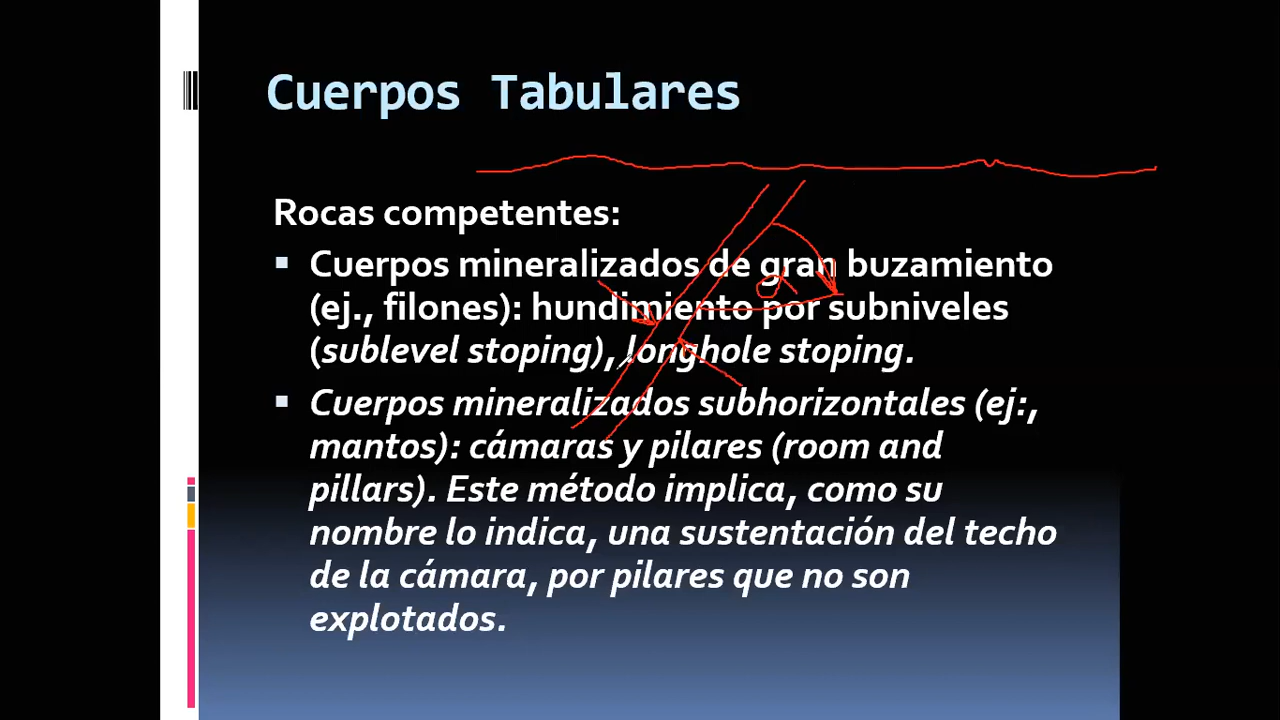 Cuerpos Tabulares
Rocas competentes:
Cuerpos mineralizados de gran buzamiento
(ej., filones): hundimiento por subniveles
(sublevel stoping), longhole stoping.
Cuerpos mineralizados subhorizontales (ej:,
mantos): cámaras y pilares (room and
pillars). Este método implica, como su
nombre lo indica, una sustentación del techo
de la cámara, por pilares que no son
explotados.